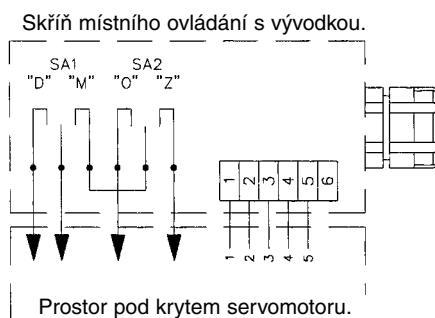 Skříň místního ovládání s vývodkou.
SA1 SA2
"D" "M" "O" "Z"
1 2 3 4 5 6
1 2 3 4 5
Prostor pod krytem servomotoru.